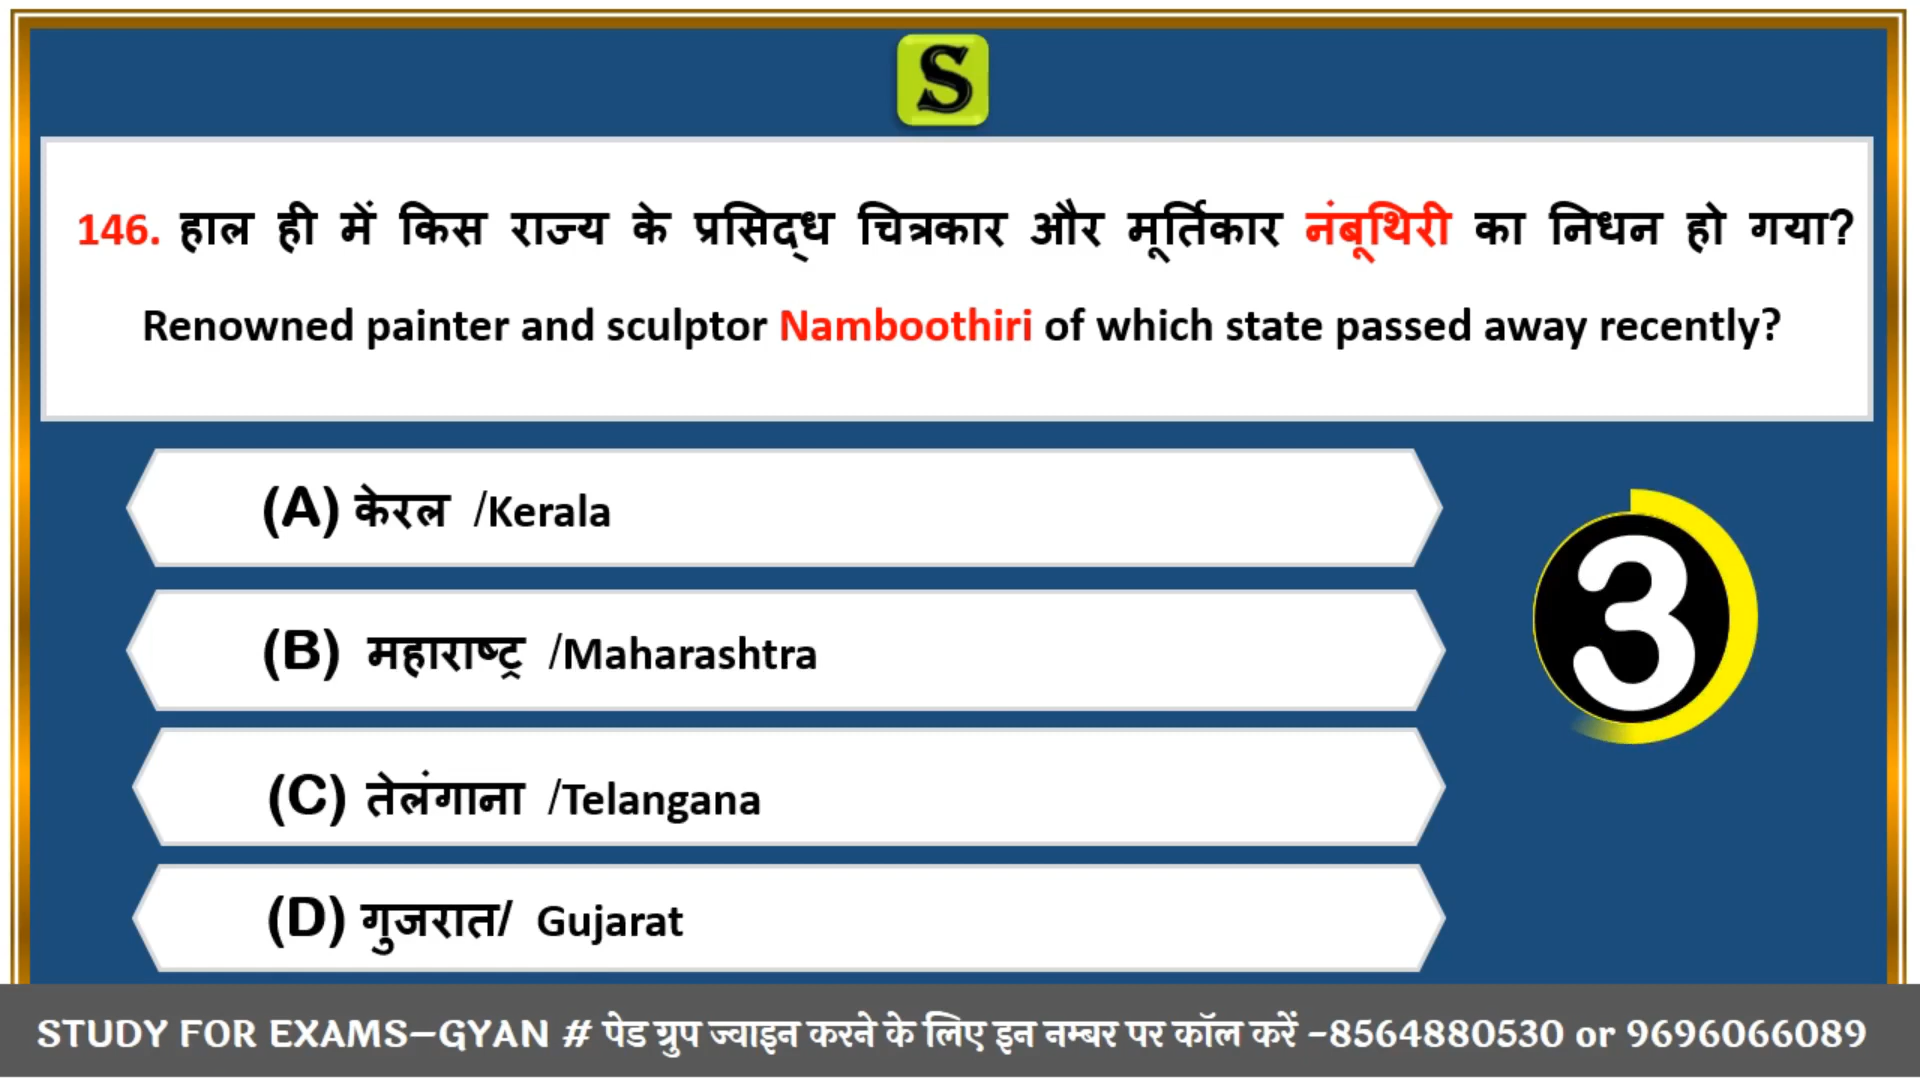 S
146. हाल ही में किस राज्य के प्रसिद्ध चित्रकार और मूर्तिकार नंबूथिरी का निधन हो गया?
Renowned painter and sculptor Namboothiri of which state passed away recently?
(A) केरल /Kerala
(B) महाराष्ट्र /Maharashtra
3
(C) तेलंगाना /Telangana
(D) गुजरात/ Gujarat
STUDY FOR EXAMS–GYAN # पेड ग्रुप ज्वाइन करने के लिए इन नम्बर पर कॉल करें -8564880530 or 9696066089